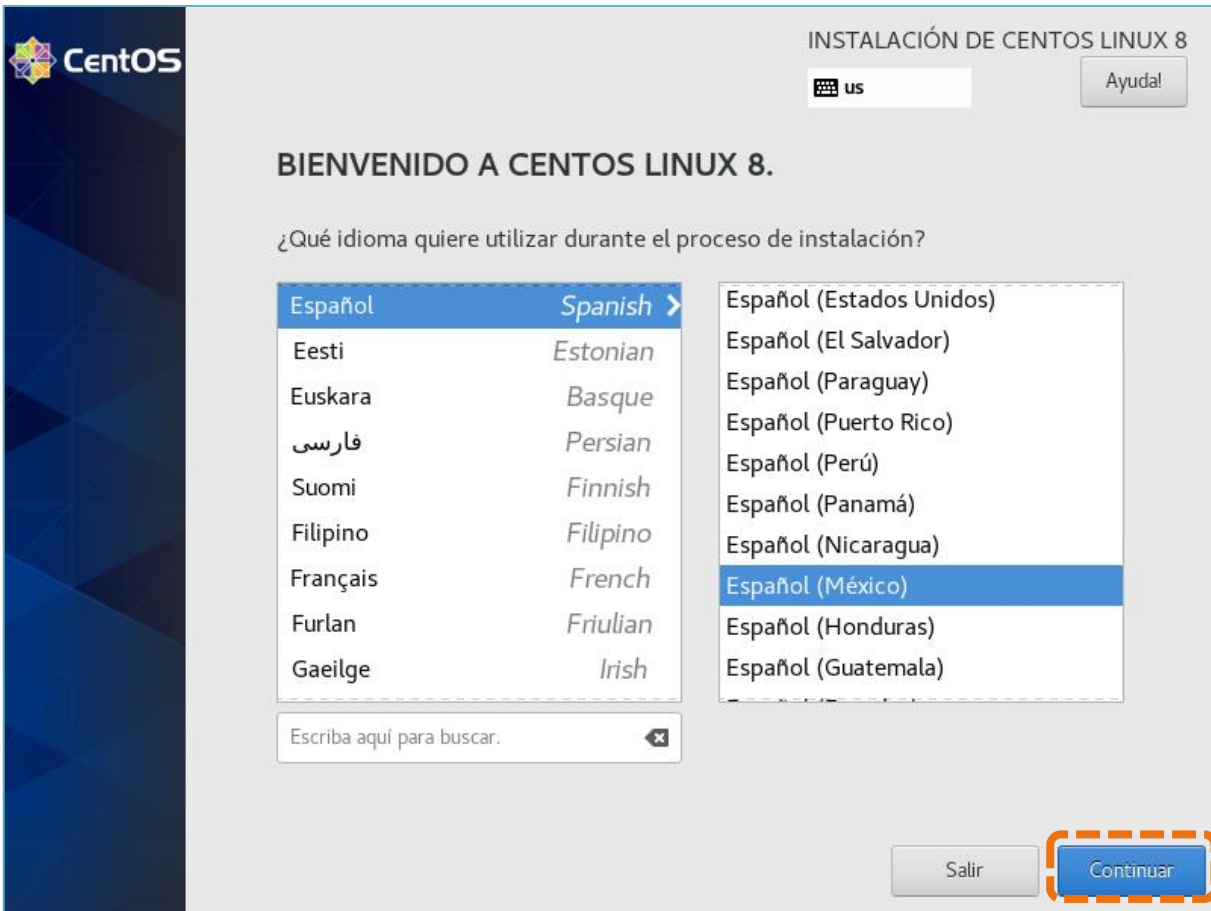 CentOS
INSTALACIÓN DE CENTOS LINUX 8
us
Ayuda!
BIENVENIDO A CENTOS LINUX 8.
¿Qué idioma quiere utilizar durante el proceso de instalación?
Español Spanish
Eesti Estonian
Euskara Basque
فارسی Persian
Suomi Finnish
Filipino Filipino
Français French
Furlan Friulian
Gaeilge Irish
Escriba aquí para buscar.
Español (Estados Unidos)
Español (El Salvador)
Español (Paraguay)
Español (Puerto Rico)
Español (Perú)
Español (Panamá)
Español (Nicaragua)
Español (México)
Español (Honduras)
Español (Guatemala)
Salir
Continuar